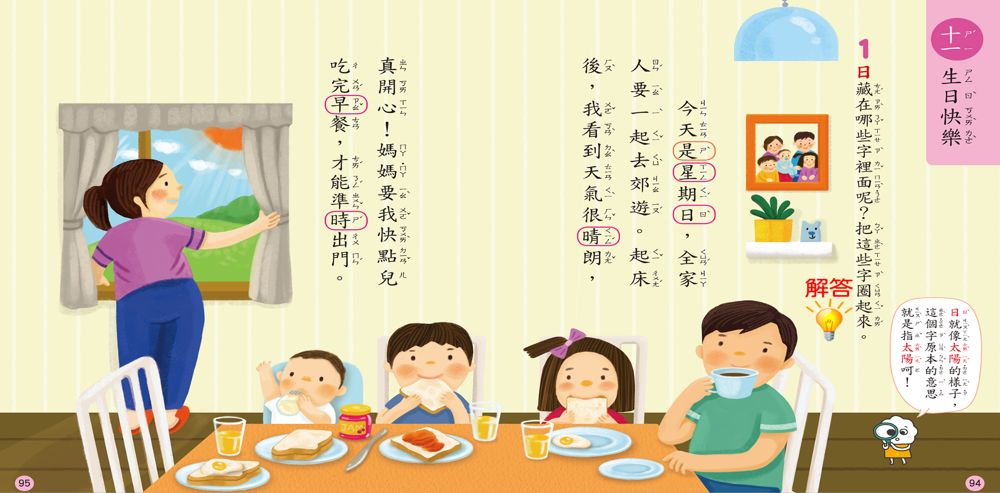 十一 生日快樂
1 日藏在哪些字裡面呢？把這些字圈起來。
解答
日就像太陽的樣子，
這個字原本的意思
就是指太陽呵！
今天是星期日，全家
人要一起去郊遊。起床
後，我看到天氣很晴朗，
真開心！媽媽要我快點兒
吃完早餐，才能準時出門。
JAM
94
95